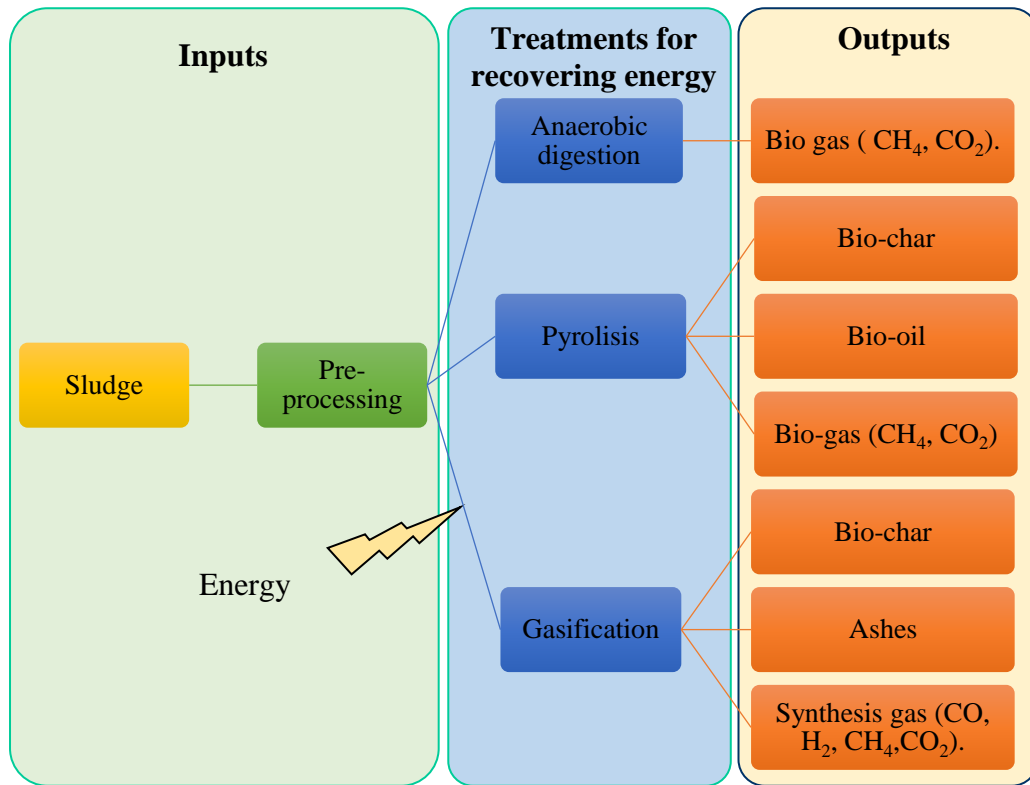 Inputs
Treatments for
recovering energy
Outputs
Anaerobic
digestion
Bio gas ( CH₄, CO₂).
Bio-char
Sludge
Pre-
processing
Pyrolisis
Bio-oil
Bio-gas (CH₄, CO₂)
Energy
Bio-char
Gasification
Ashes
Synthesis gas (CO,
H₂, CH₄,CO₂).